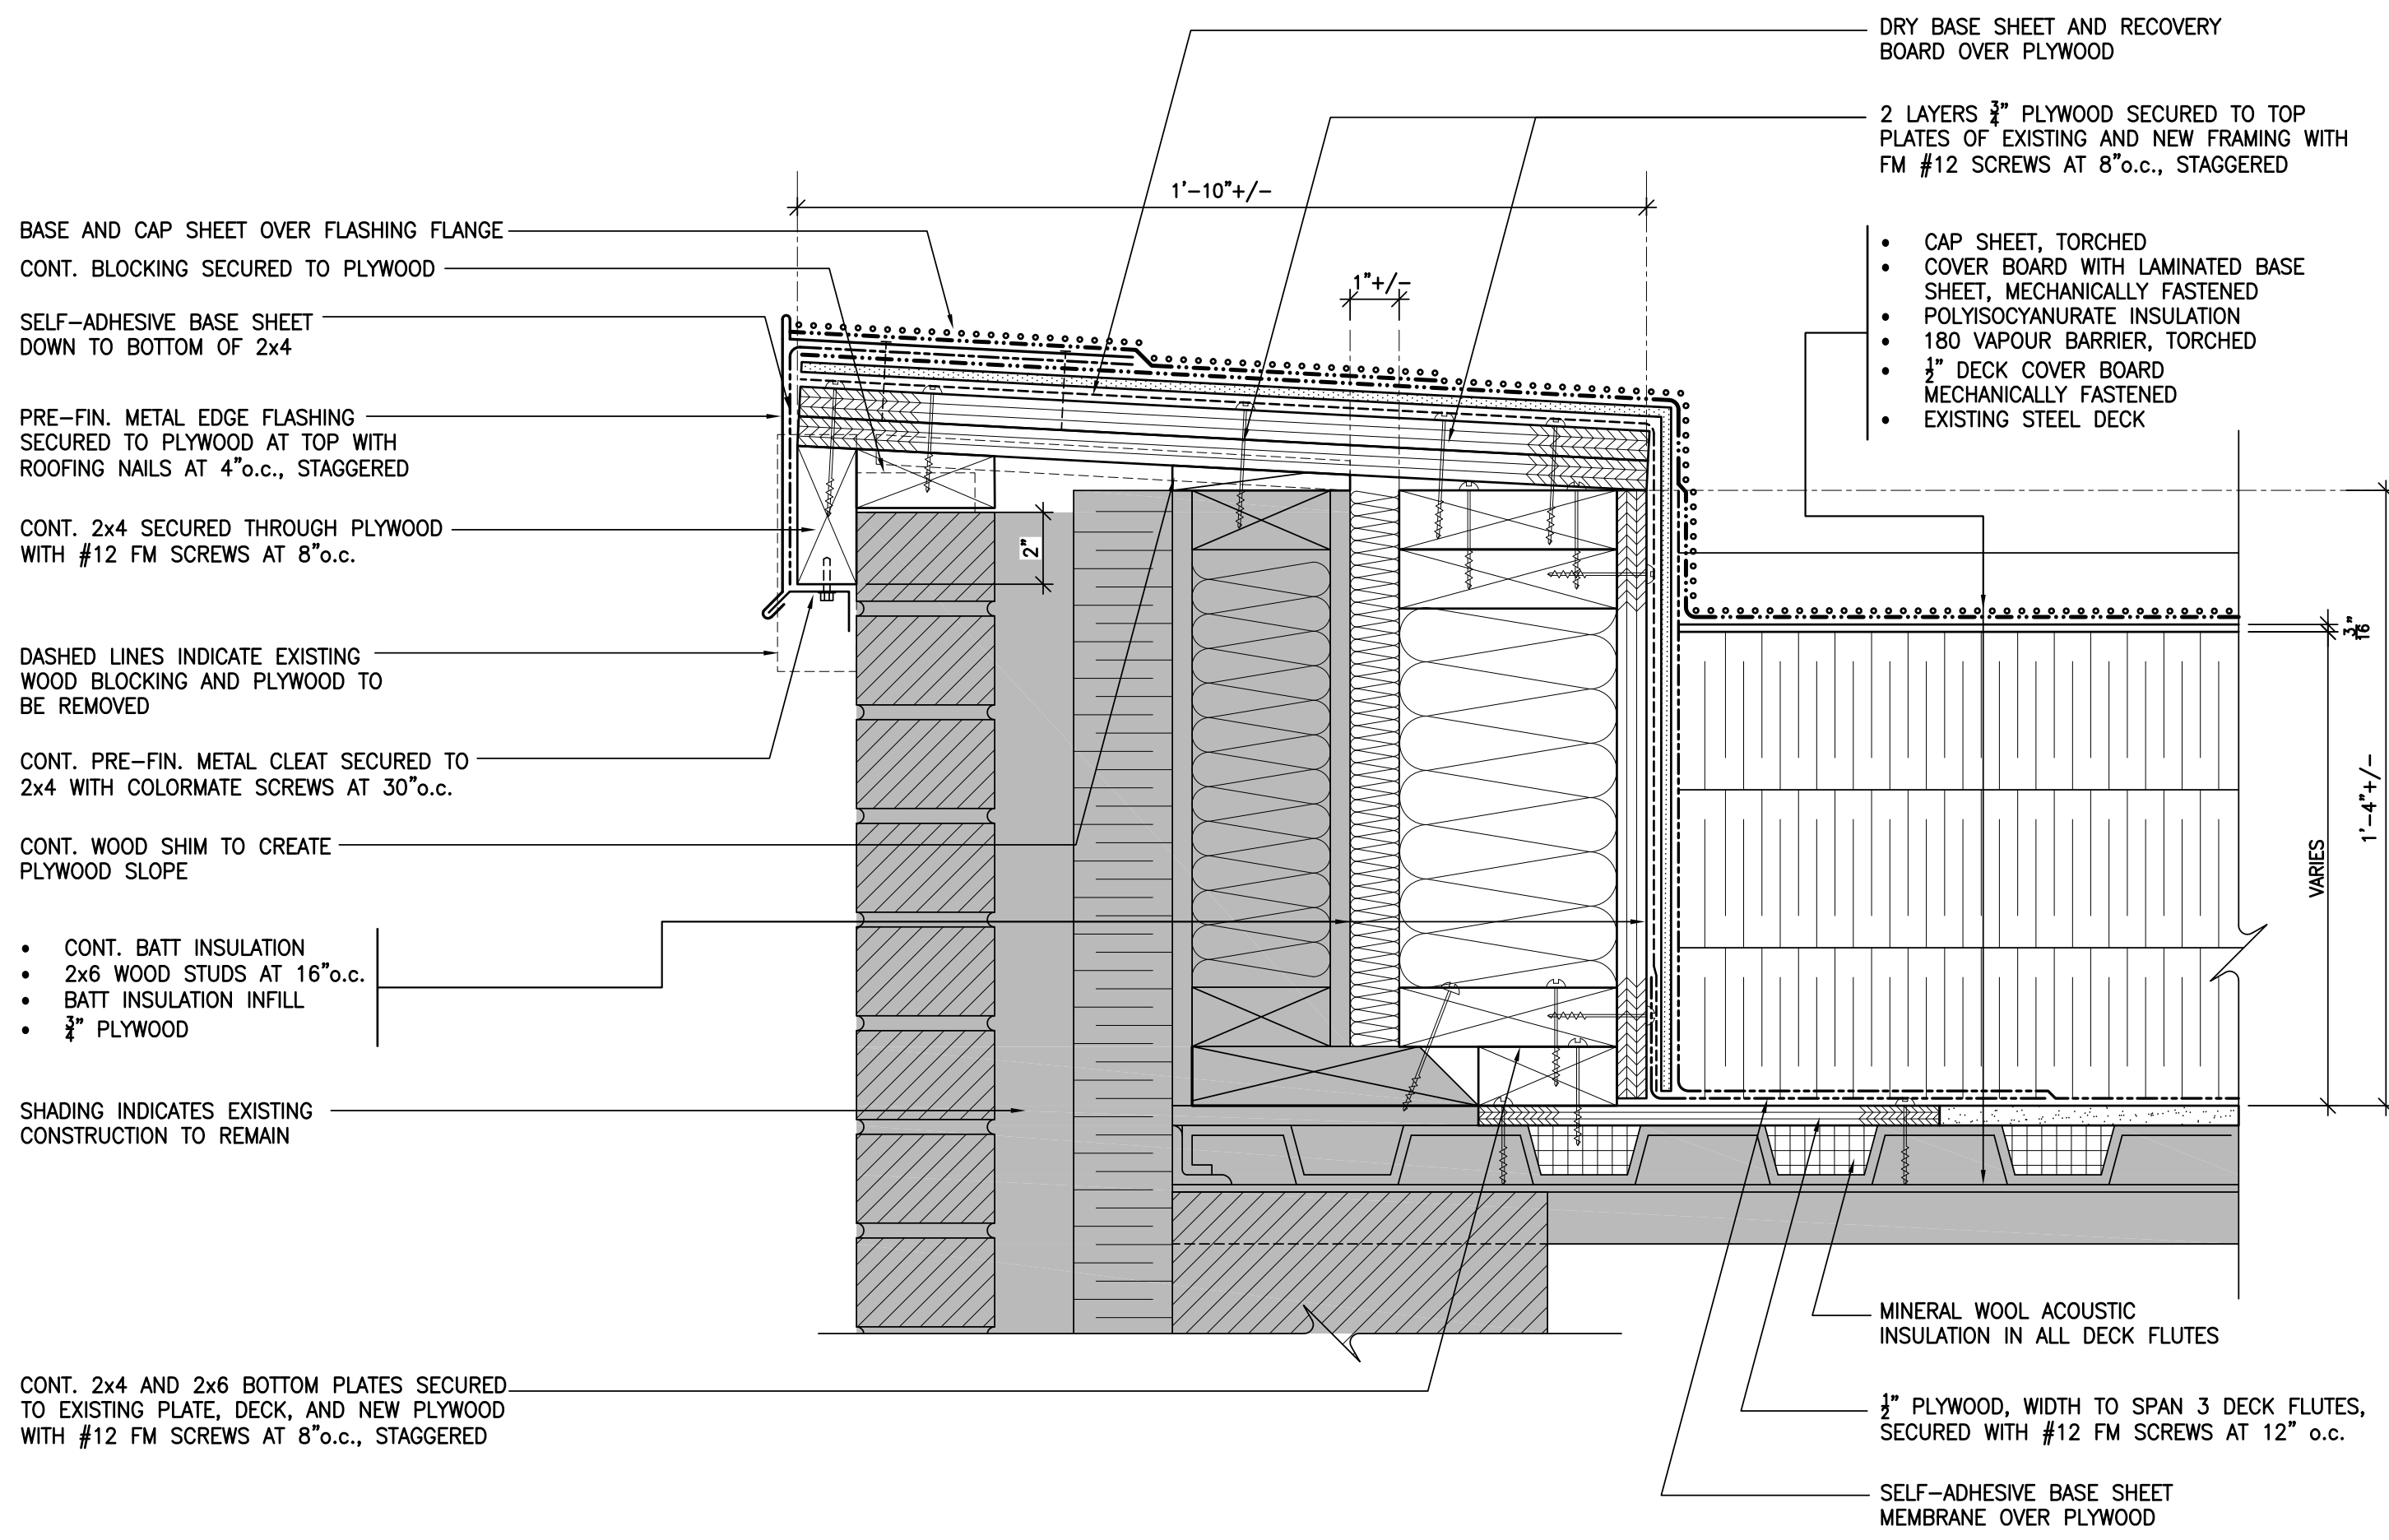 DRY BASE SHEET AND RECOVERY
BOARD OVER PLYWOOD
2 LAYERS 3/4" PLYWOOD SECURED TO TOP
PLATES OF EXISTING AND NEW FRAMING WITH
FM #12 SCREWS AT 8"o.c., STAGGERED
1'-10"+/-
1"+/-
BASE AND CAP SHEET OVER FLASHING FLANGE
CONT. BLOCKING SECURED TO PLYWOOD
SELF-ADHESIVE BASE SHEET
DOWN TO BOTTOM OF 2x4
PRE-FIN. METAL EDGE FLASHING
SECURED TO PLYWOOD AT TOP WITH
ROOFING NAILS AT 4"o.c., STAGGERED
CONT. 2x4 SECURED THROUGH PLYWOOD
WITH #12 FM SCREWS AT 8"o.c.
DASHED LINES INDICATE EXISTING
WOOD BLOCKING AND PLYWOOD TO
BE REMOVED
CONT. PRE-FIN. METAL CLEAT SECURED TO
2x4 WITH COLORMATE SCREWS AT 30"o.c.
CONT. WOOD SHIM TO CREATE
PLYWOOD SLOPE
• CONT. BATT INSULATION
• 2x6 WOOD STUDS AT 16"o.c.
• BATT INSULATION INFILL
• 3/4" PLYWOOD
SHADING INDICATES EXISTING
CONSTRUCTION TO REMAIN
CONT. 2x4 AND 2x6 BOTTOM PLATES SECURED
TO EXISTING PLATE, DECK, AND NEW PLYWOOD
WITH #12 FM SCREWS AT 8"o.c., STAGGERED
2"
• CAP SHEET, TORCHED
• COVER BOARD WITH LAMINATED BASE
SHEET, MECHANICALLY FASTENED
• POLYISOCYANURATE INSULATION
• 180 VAPOUR BARRIER, TORCHED
• 1/2" DECK COVER BOARD
MECHANICALLY FASTENED
• EXISTING STEEL DECK
3/16"
VARIES
1'-4"+/-
MINERAL WOOL ACOUSTIC
INSULATION IN ALL DECK FLUTES
1/2" PLYWOOD, WIDTH TO SPAN 3 DECK FLUTES,
SECURED WITH #12 FM SCREWS AT 12" o.c.
SELF-ADHESIVE BASE SHEET
MEMBRANE OVER PLYWOOD